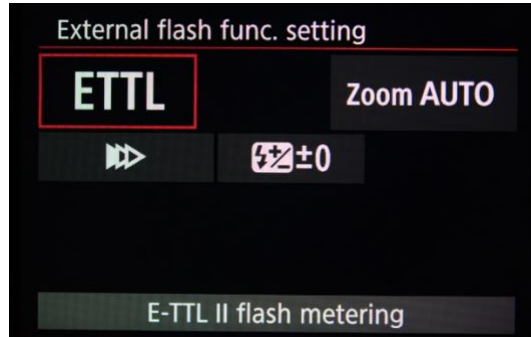 External flash func. setting
ETTL
Zoom AUTO
±0
E-TTL II flash metering